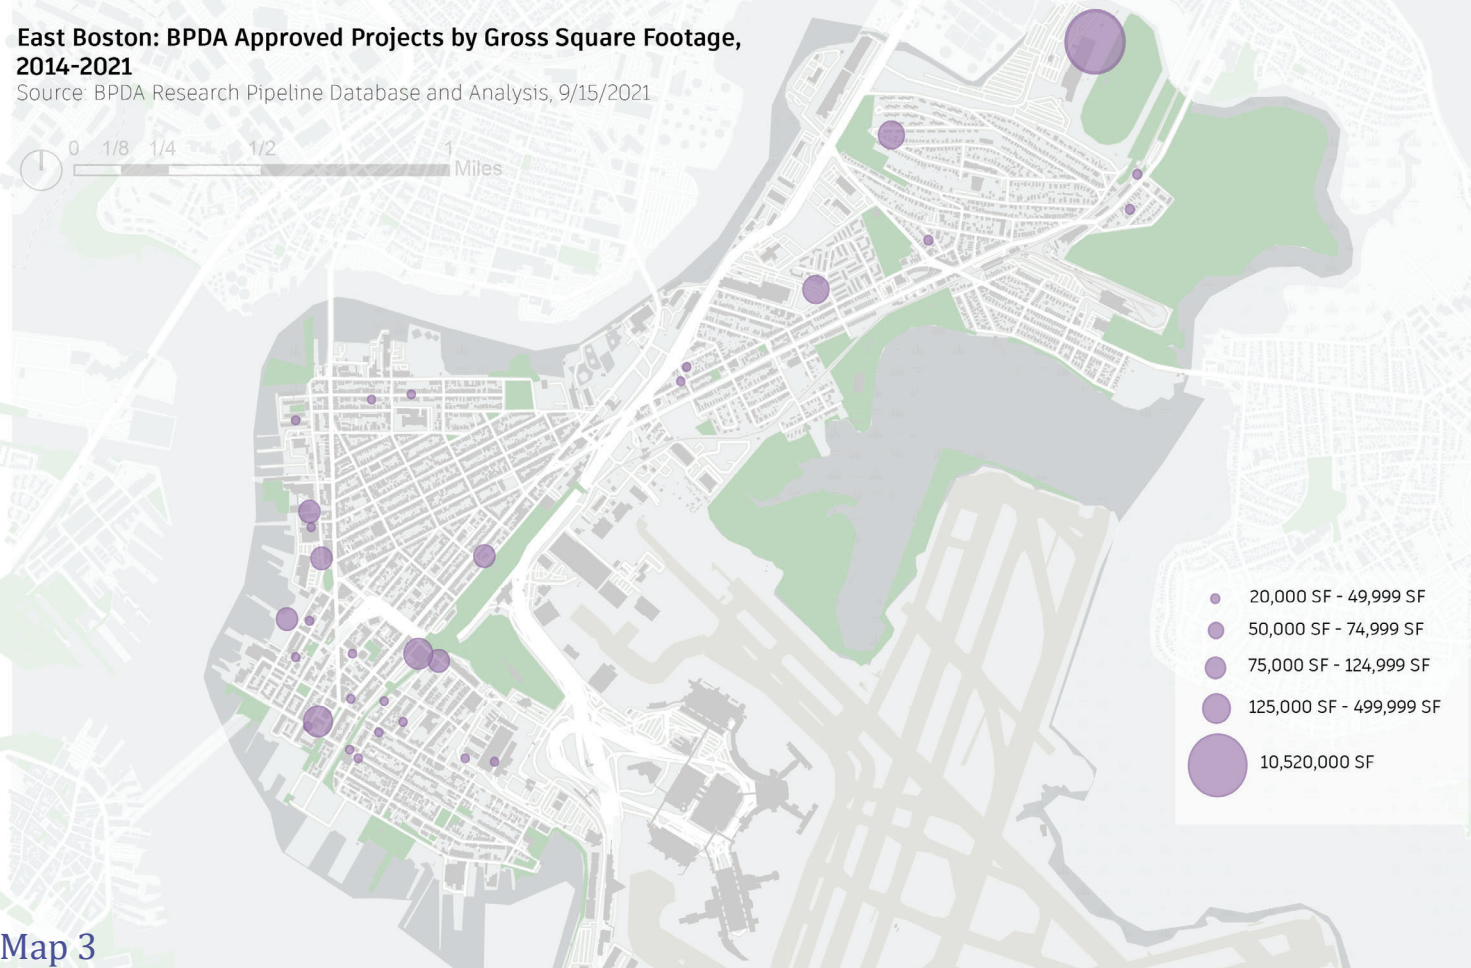 East Boston: BPDA Approved Projects by Gross Square Footage,
2014-2021
Source: BPDA Research Pipeline Database and Analysis, 9/15/2021
0 1/8 1/4 1/2 1
Miles
20,000 SF - 49,999 SF
50,000 SF - 74,999 SF
75,000 SF - 124,999 SF
125,000 SF - 499,999 SF
10,520,000 SF
Map 3